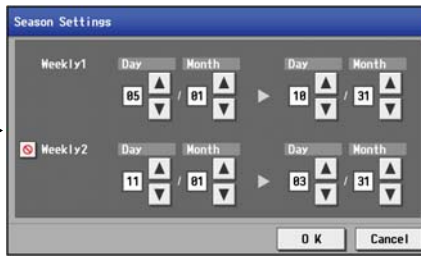 Season Settings
Weekly1 Day Month Day Month
05 / 01 10 / 31
Weekly2 Day Month Day Month
11 / 01 03 / 31
OK Cancel